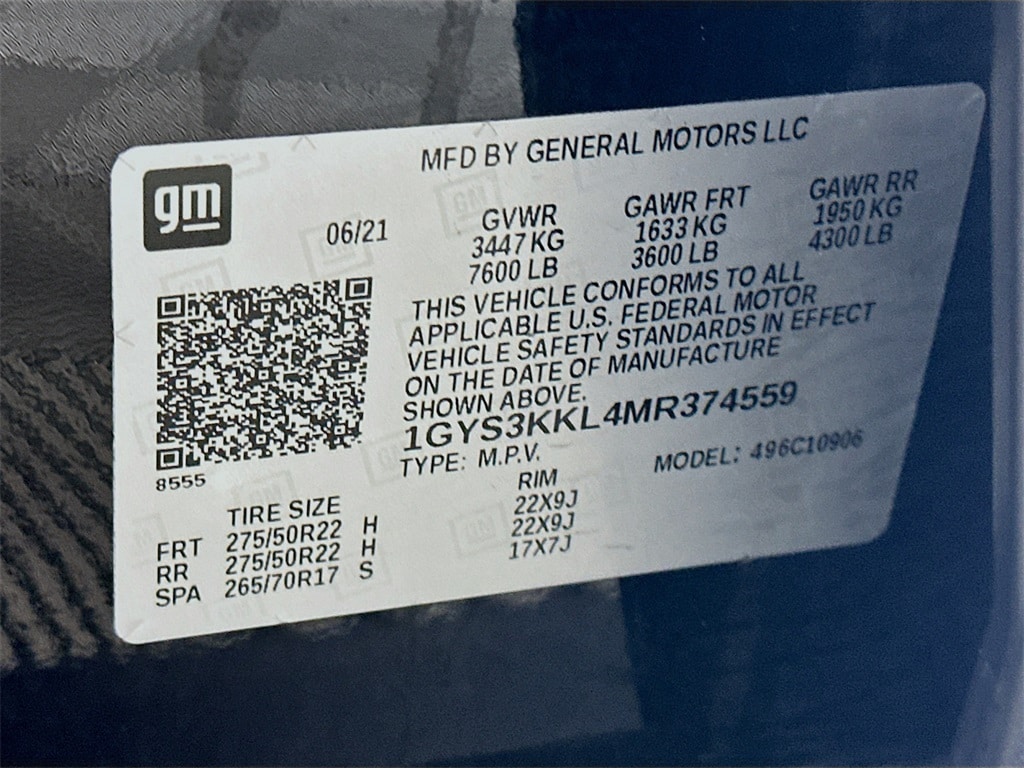 MFD BY GENERAL MOTORS LLC
gm
06/21
GVWR GAWR FRT GAWR RR
3447 KG 1633 KG 1950 KG
7600 LB 3600 LB 4300 LB
THIS VEHICLE CONFORMS TO ALL
APPLICABLE U.S. FEDERAL MOTOR
VEHICLE SAFETY STANDARDS IN EFFECT
ON THE DATE OF MANUFACTURE
SHOWN ABOVE.
1GYS3KKL4MR374559
TYPE: M.P.V. MODEL: 496C10906
8555
TIRE SIZE RIM
FRT 275/50R22 H 22X9J
RR 275/50R22 H 22X9J
SPA 265/70R17 S 17X7J